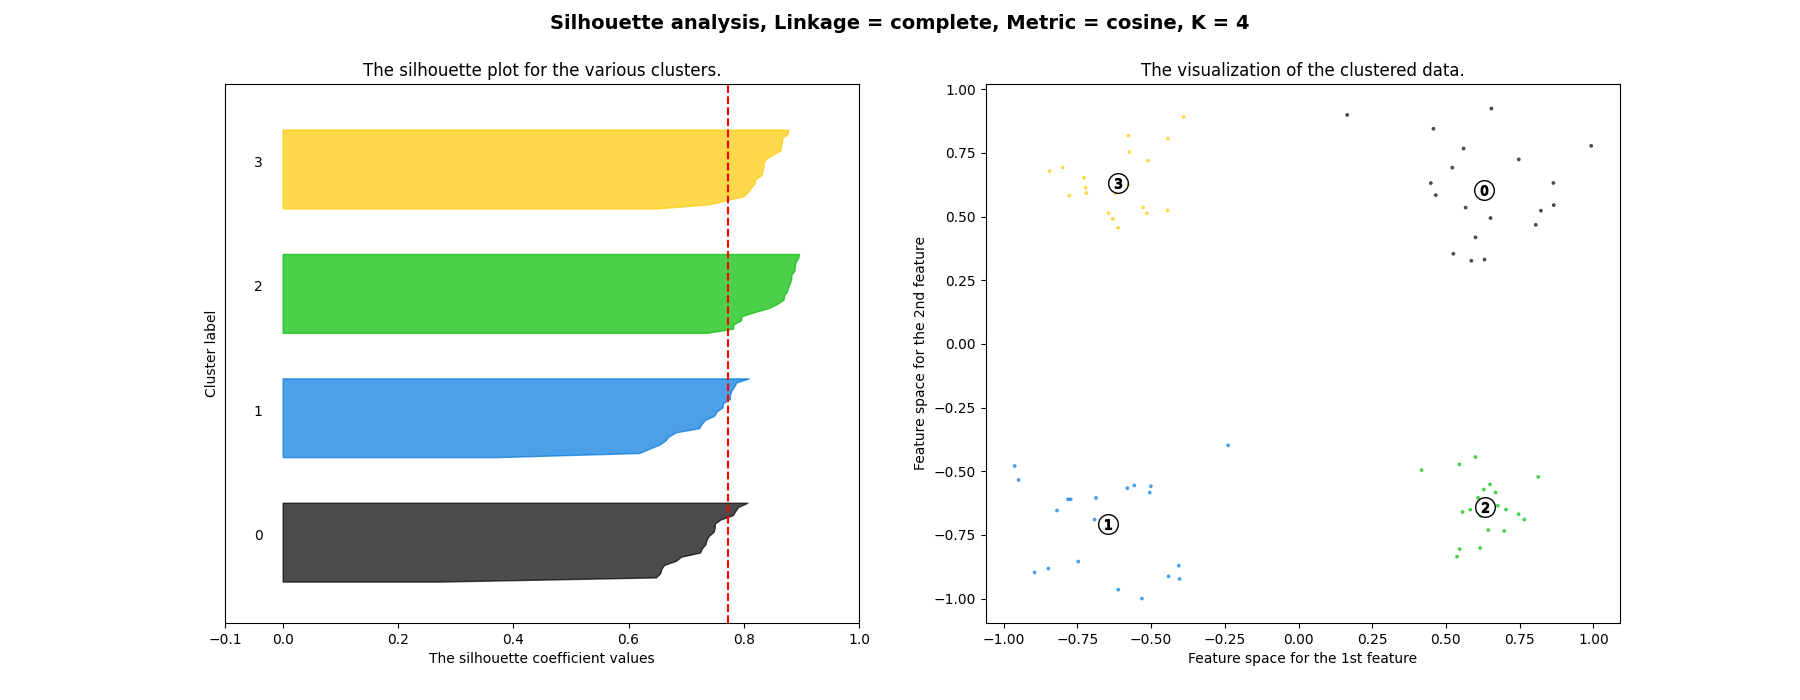 Silhouette analysis, Linkage = complete, Metric = cosine, K = 4
The silhouette plot for the various clusters.
3
2
1
0
Cluster label
−0.1 0.0 0.2 0.4 0.6 0.8 1.0
The silhouette coefficient values
The visualization of the clustered data.
1.00
0.75
0.50
0.25
0.00
−0.25
−0.50
−0.75
−1.00
Feature space for the 2nd feature
3
0
2
1
−1.00 −0.75 −0.50 −0.25 0.00 0.25 0.50 0.75 1.00
Feature space for the 1st feature